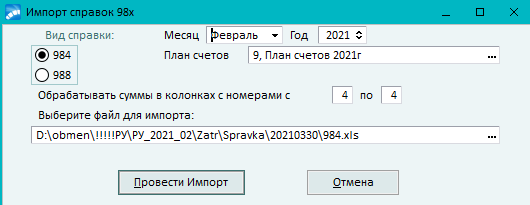 Импорт справок 98x
Вид справки: Месяц Февраль Год 2021
984
План счетов 9, План счетов 2021г ...
988
Обрабатывать суммы в колонках с номерами с 4 по 4
Выберите файл для импорта:
D:\obmen\!!!!!РУ\РУ_2021_02\Zatr\Spravka\20210330\984.xls ...
Провести Импорт Отмена